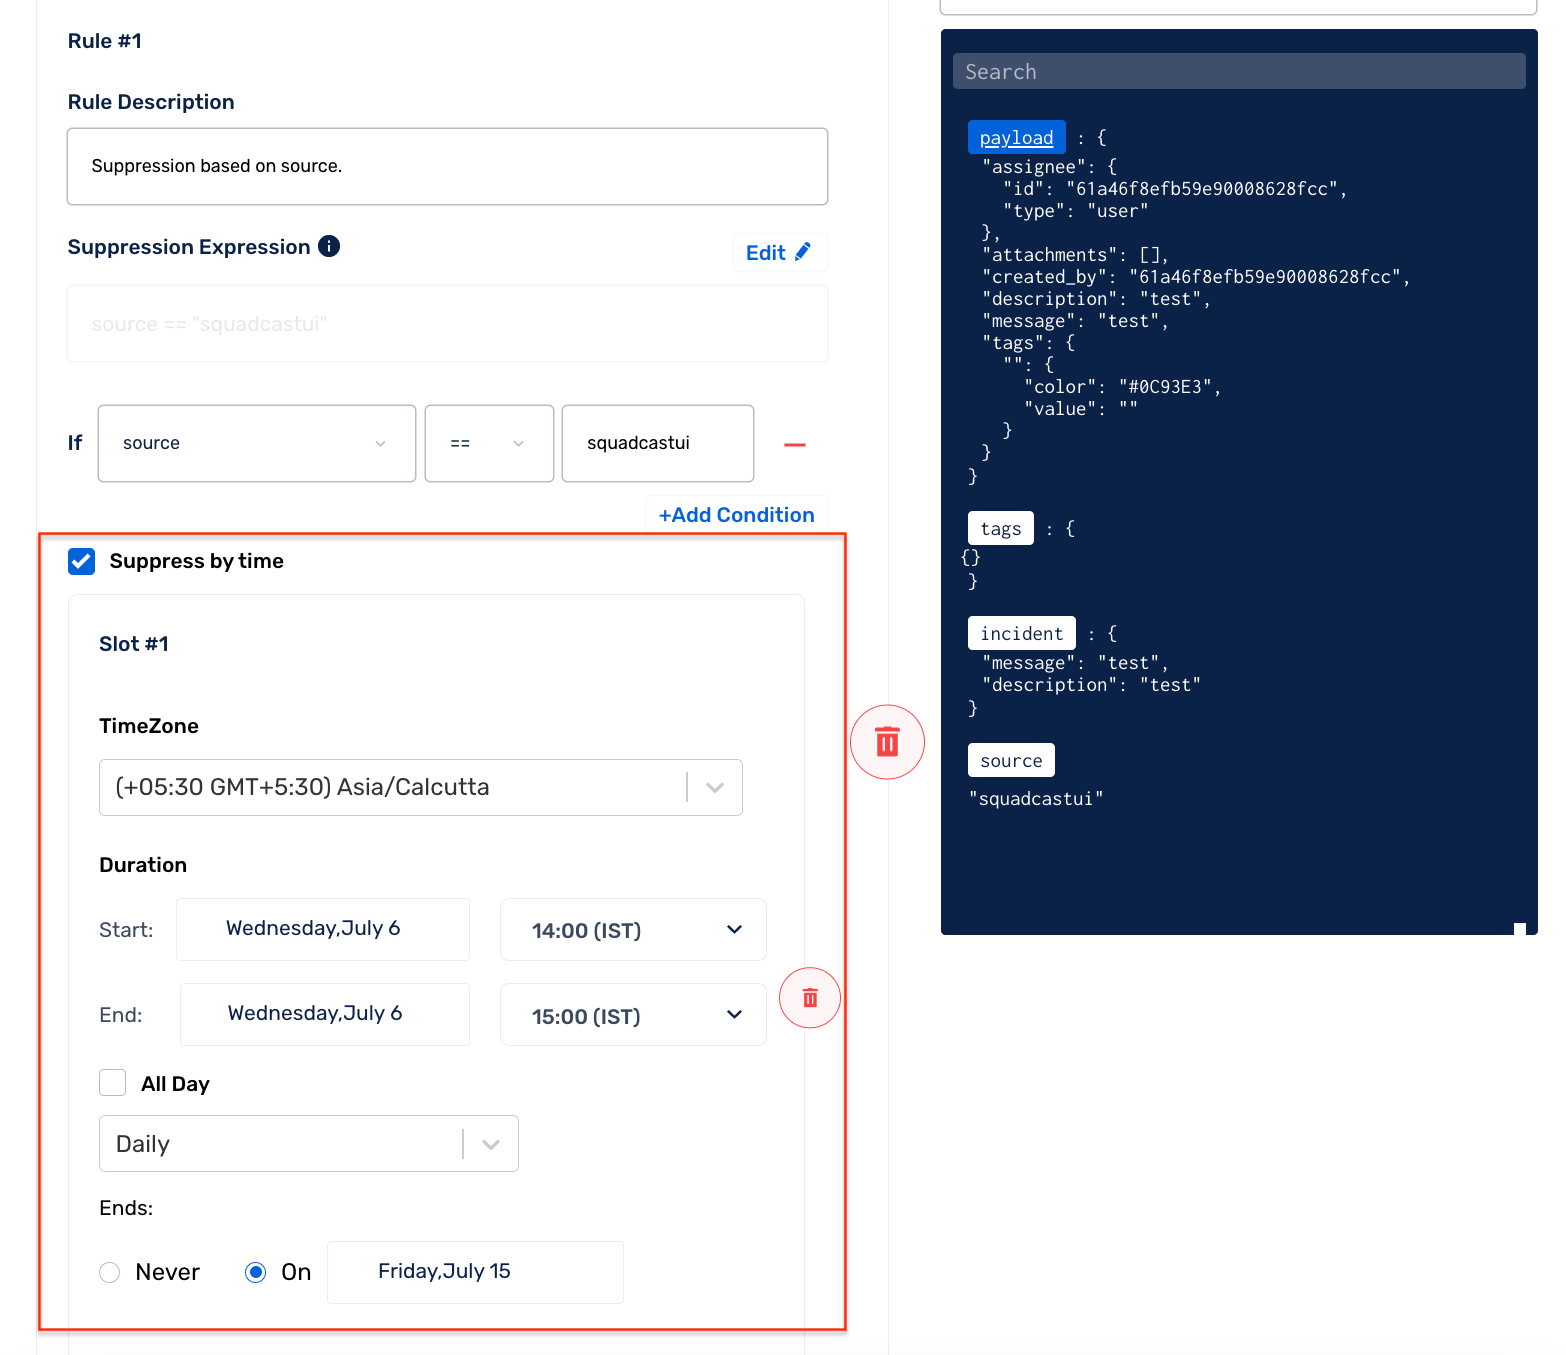 Rule #1
Rule Description
Suppression based on source.
Suppression Expression
Edit
source == "squadcastui"
If source == squadcastui
+Add Condition
Suppress by time
Slot #1
TimeZone
(+05:30 GMT+5:30) Asia/Calcutta
Duration
Start: Wednesday,July 6 14:00 (IST)
End: Wednesday,July 6 15:00 (IST)
All Day
Daily
Ends:
Never On Friday,July 15
Search
payload : {
"assignee": {
"id": "61a46f8efb59e90008628fcc",
"type": "user"
},
"attachments": [],
"created_by": "61a46f8efb59e90008628fcc",
"description": "test",
"message": "test",
"tags": {
"": {
"color": "#0C93E3",
"value": ""
}
}
}
tags : {
{}
}
incident : {
"message": "test",
"description": "test"
}
source
"squadcastui"